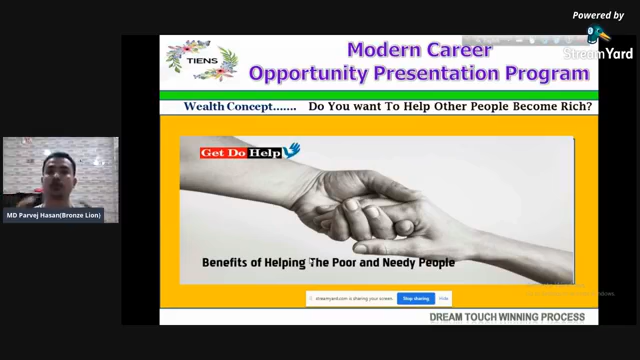 Powered by
StreamYard
TIENS
Modern Career
Opportunity Presentation Program
Wealth Concept....... Do You want To Help Other People Become Rich?
Get Do Help
MD Parvej Hasan(Bronze Lion)
Benefits of Helping The Poor and Needy People
streamyard.com is sharing your screen.
Stop sharing
Hide
DREAM TOUCH WINNING PROCESS